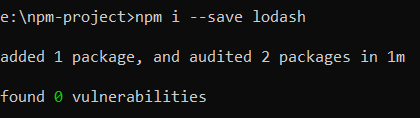 e:\npm-project>npm i --save lodash
added 1 package, and audited 2 packages in 1m
found 0 vulnerabilities